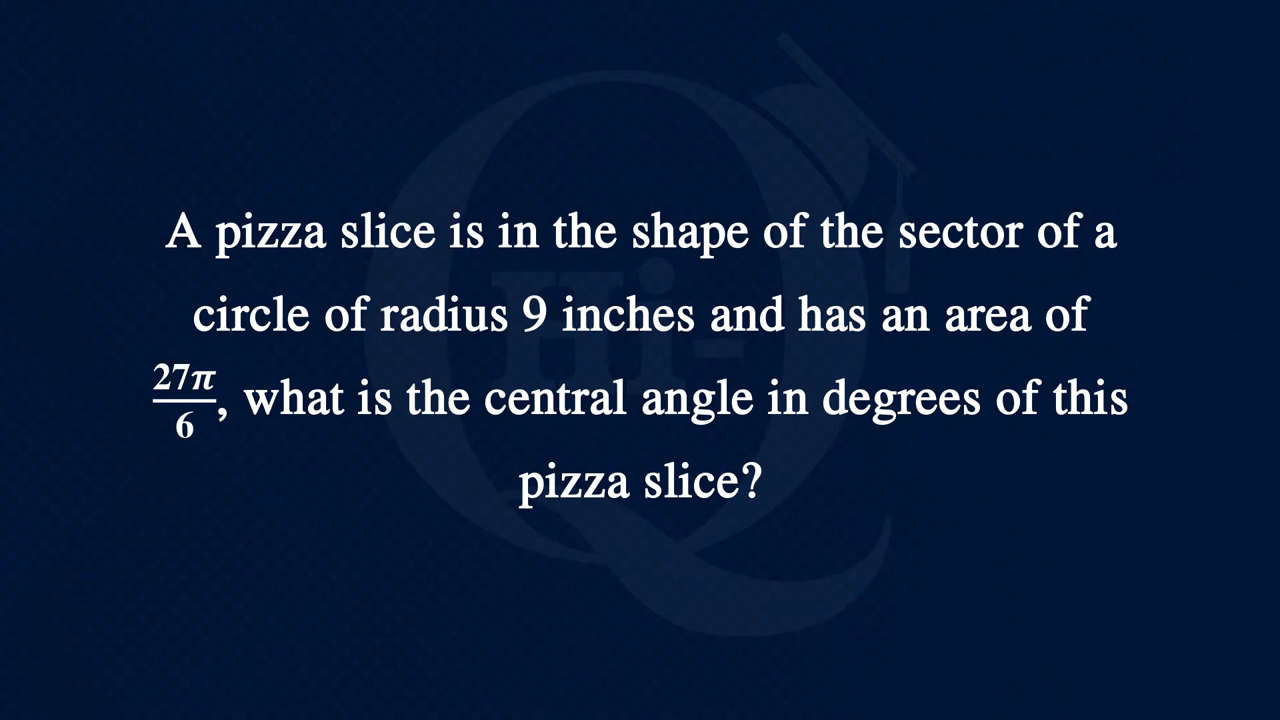 A pizza slice is in the shape of the sector of a
circle of radius 9 inches and has an area of
27π/6, what is the central angle in degrees of this
pizza slice?
Hi-Q